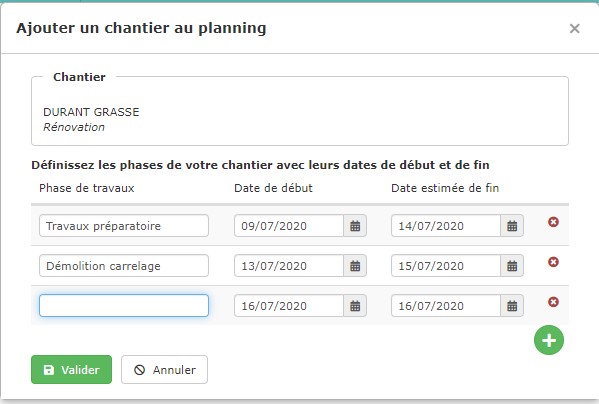 Ajouter un chantier au planning
×
Chantier
DURANT GRASSE
Rénovation
Définissez les phases de votre chantier avec leurs dates de début et de fin
Phase de travaux Date de début Date estimée de fin
Travaux préparatoire 09/07/2020 14/07/2020
Démolition carrelage 13/07/2020 15/07/2020
16/07/2020 16/07/2020
Valider Annuler